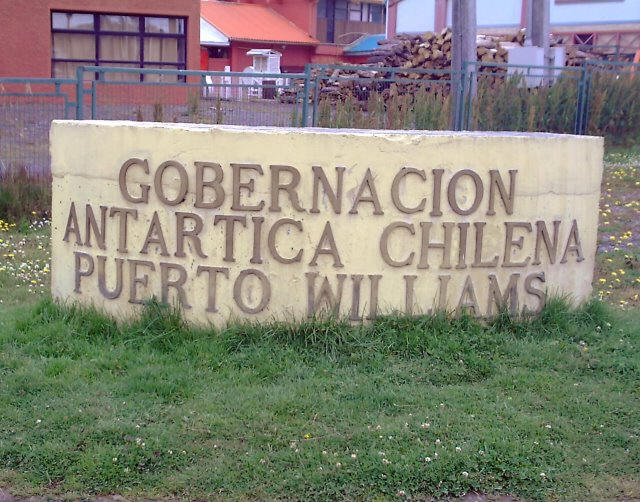 GOBERNACION
ANTARTICA CHILENA
PUERTO WILLIAMS